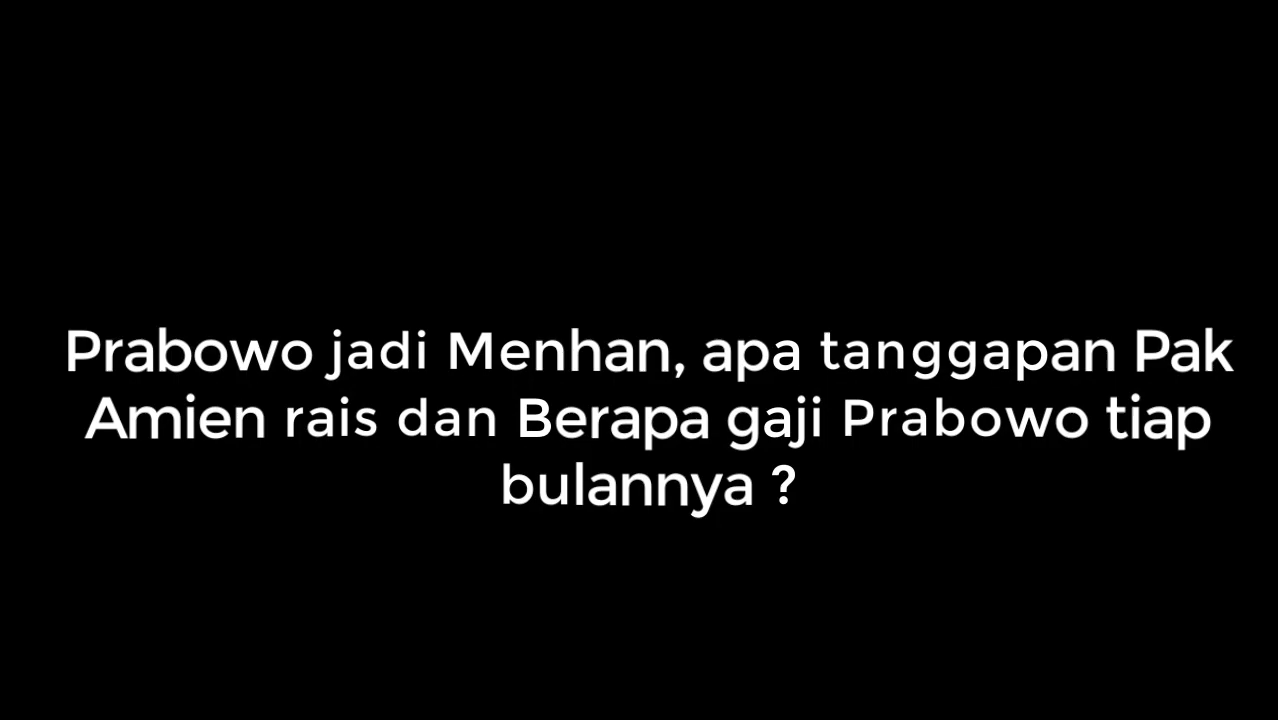 Prabowo jadi Menhan, apa tanggapan Pak
Amien rais dan Berapa gaji Prabowo tiap
bulannya ?